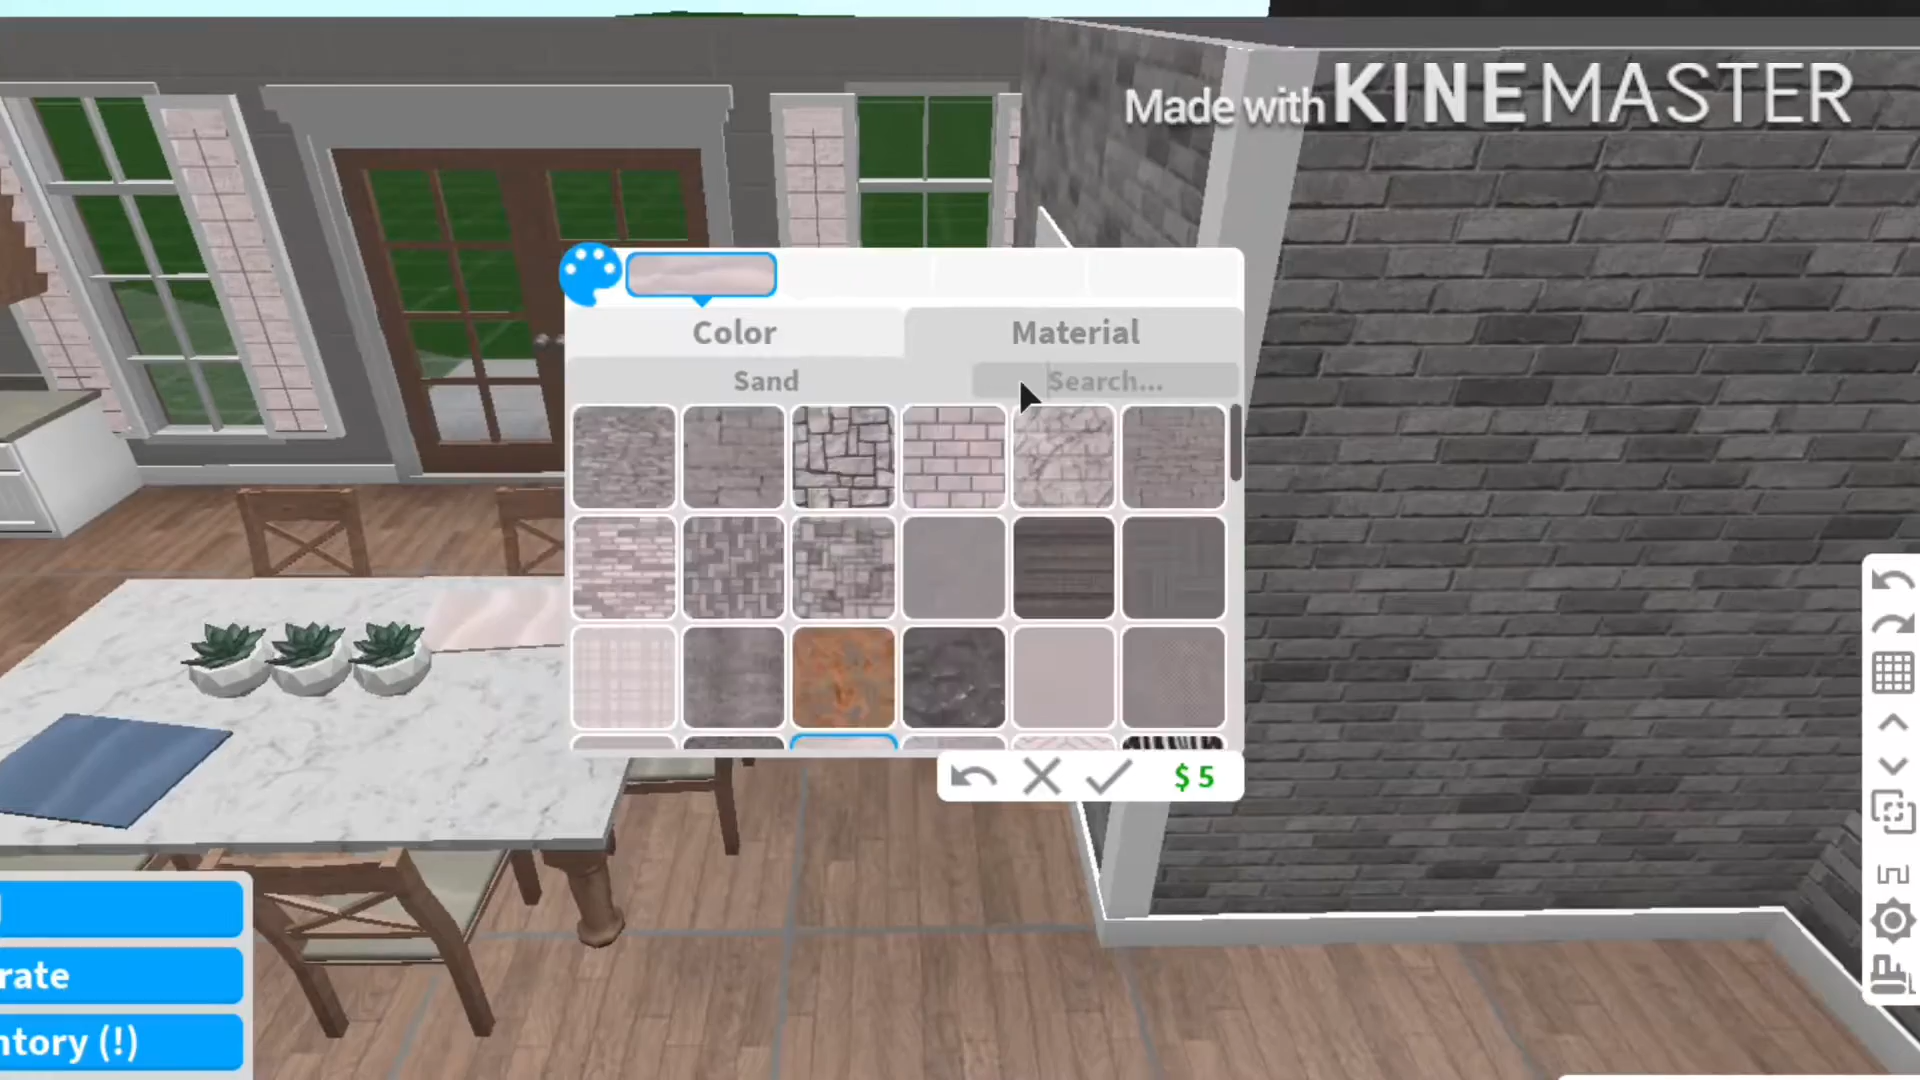 Made with KINEMASTER
Color
Material
Sand
Search...
$ 5
rate
ntory (!)